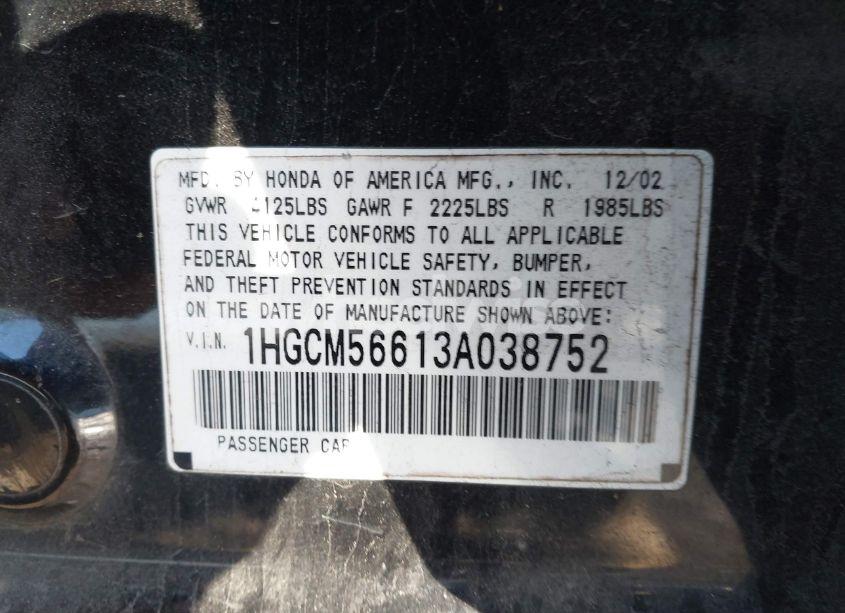 MFD. BY HONDA OF AMERICA MFG., INC. 12/02
GVWR 4125LBS GAWR F 2225LBS R 1985LBS
THIS VEHICLE CONFORMS TO ALL APPLICABLE
FEDERAL MOTOR VEHICLE SAFETY, BUMPER,
AND THEFT PREVENTION STANDARDS IN EFFECT
ON THE DATE OF MANUFACTURE SHOWN ABOVE:
V.I.N. 1HGCM56613A038752
PASSENGER CAR